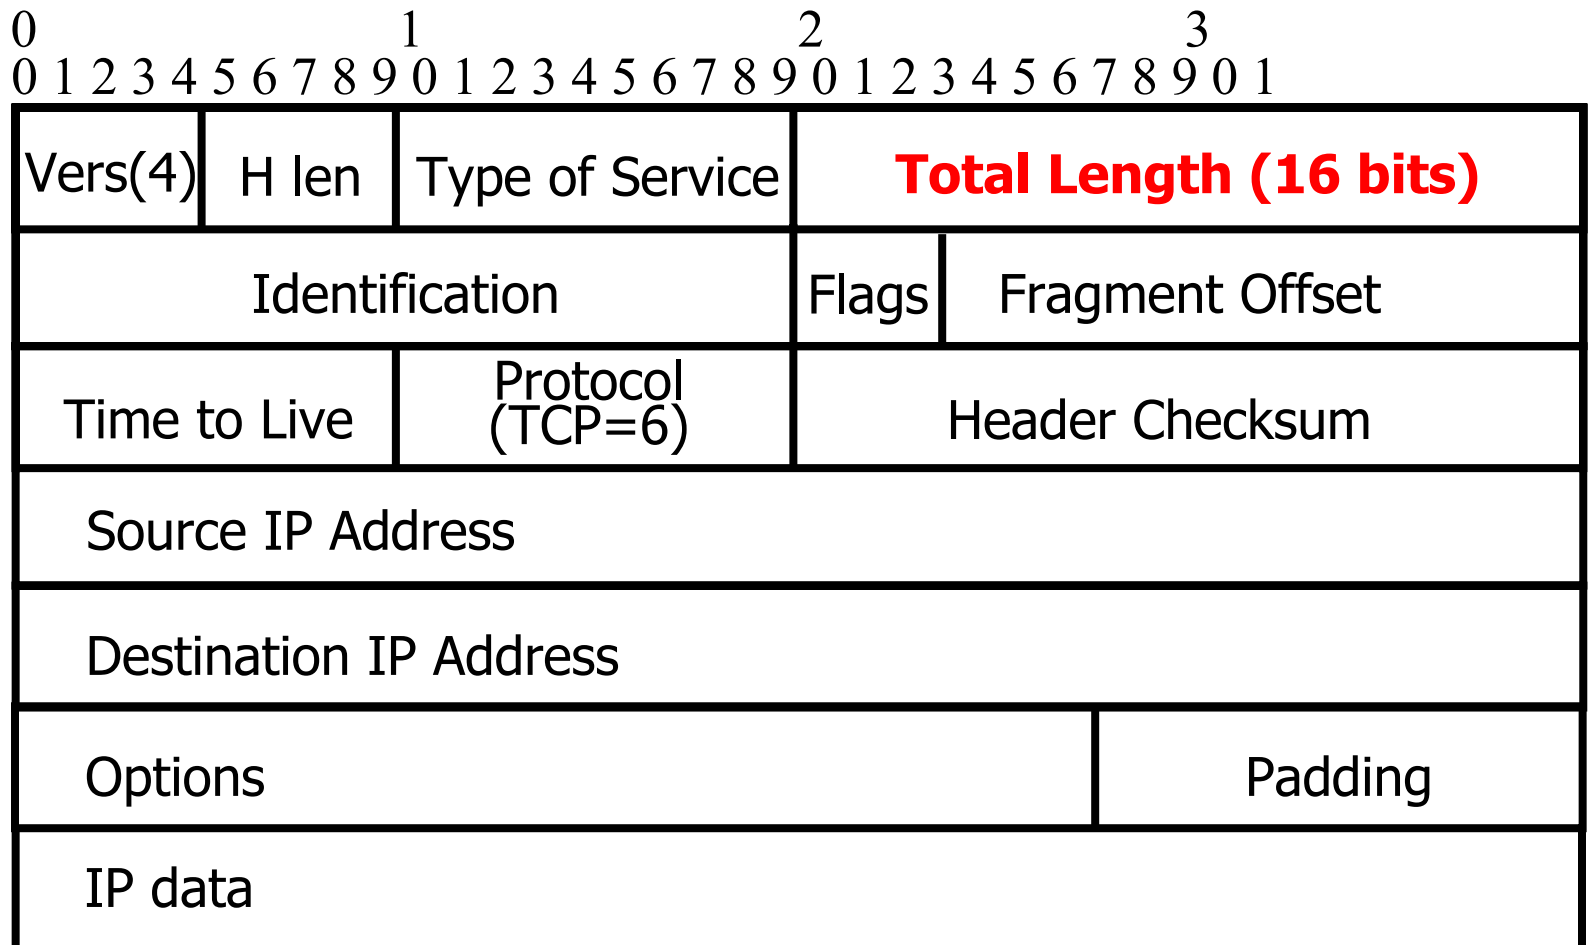 0 1 2 3
0 1 2 3 4 5 6 7 8 9 0 1 2 3 4 5 6 7 8 9 0 1 2 3 4 5 6 7 8 9 0 1
Vers(4) H len Type of Service Total Length (16 bits)
Identification Flags Fragment Offset
Time to Live Protocol (TCP=6) Header Checksum
Source IP Address
Destination IP Address
Options Padding
IP data